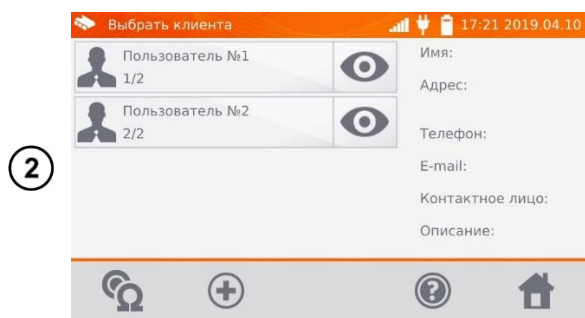 Выбрать клиента
17:21 2019.04.10
Пользователь №1
1/2
Пользователь №2
2/2
Имя:
Адрес:
Телефон:
E-mail:
Контактное лицо:
Описание:
2